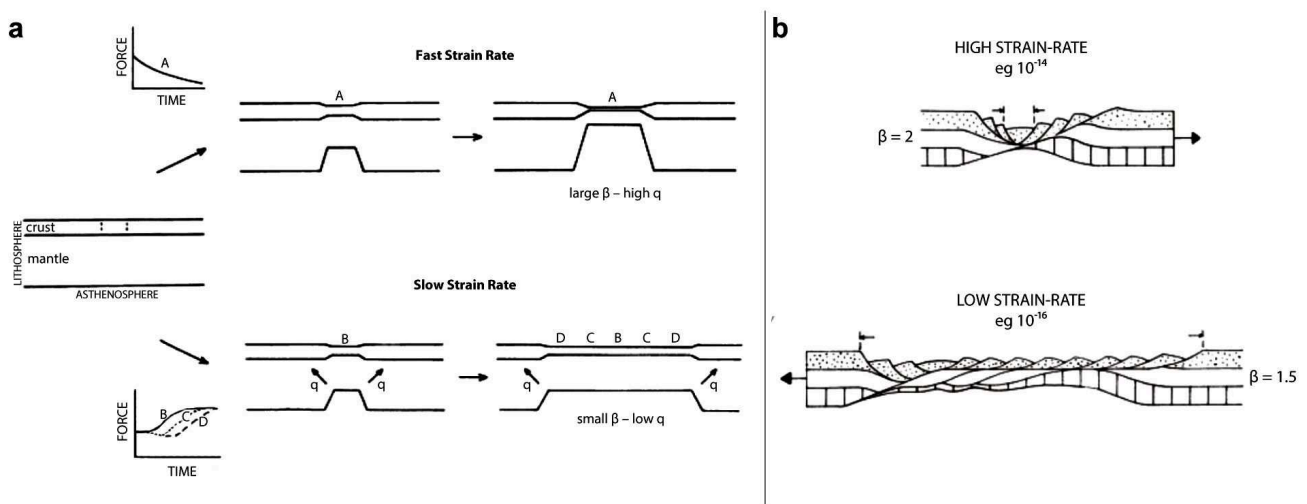 a
FORCE
A
TIME
Fast Strain Rate
A
A
large β – high q
LITHOSPHERE
crust
mantle
ASTHENOSPHERE
Slow Strain Rate
B
q
q
D C B C D
q
q
small β – low q
FORCE
B
C
D
TIME
b
HIGH STRAIN-RATE
eg 10⁻¹⁴
β = 2
LOW STRAIN-RATE
eg 10⁻¹⁶
β = 1.5